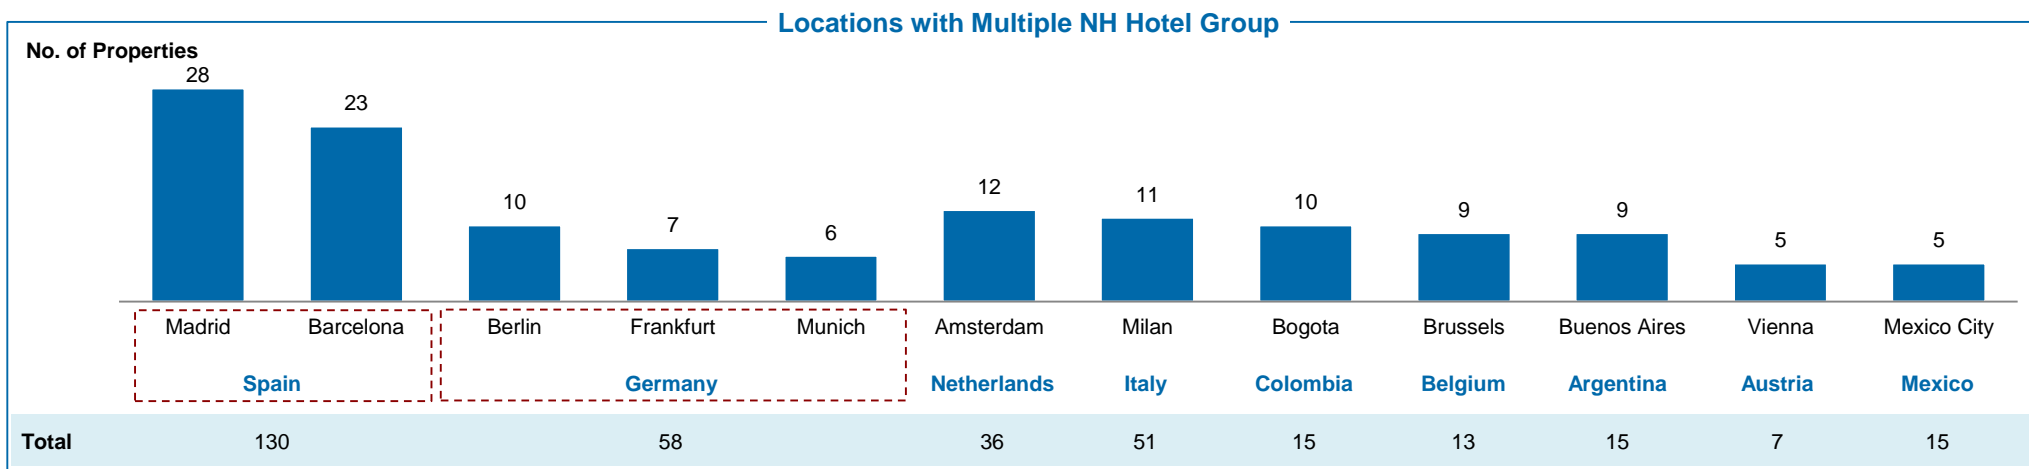 Locations with Multiple NH Hotel Group
No. of Properties
28 23 10 7 6 12 11 10 9 9 5 5
Madrid Barcelona Berlin Frankfurt Munich Amsterdam Milan Bogota Brussels Buenos Aires Vienna Mexico City
Spain Germany Netherlands Italy Colombia Belgium Argentina Austria Mexico
Total 130 58 36 51 15 13 15 7 15